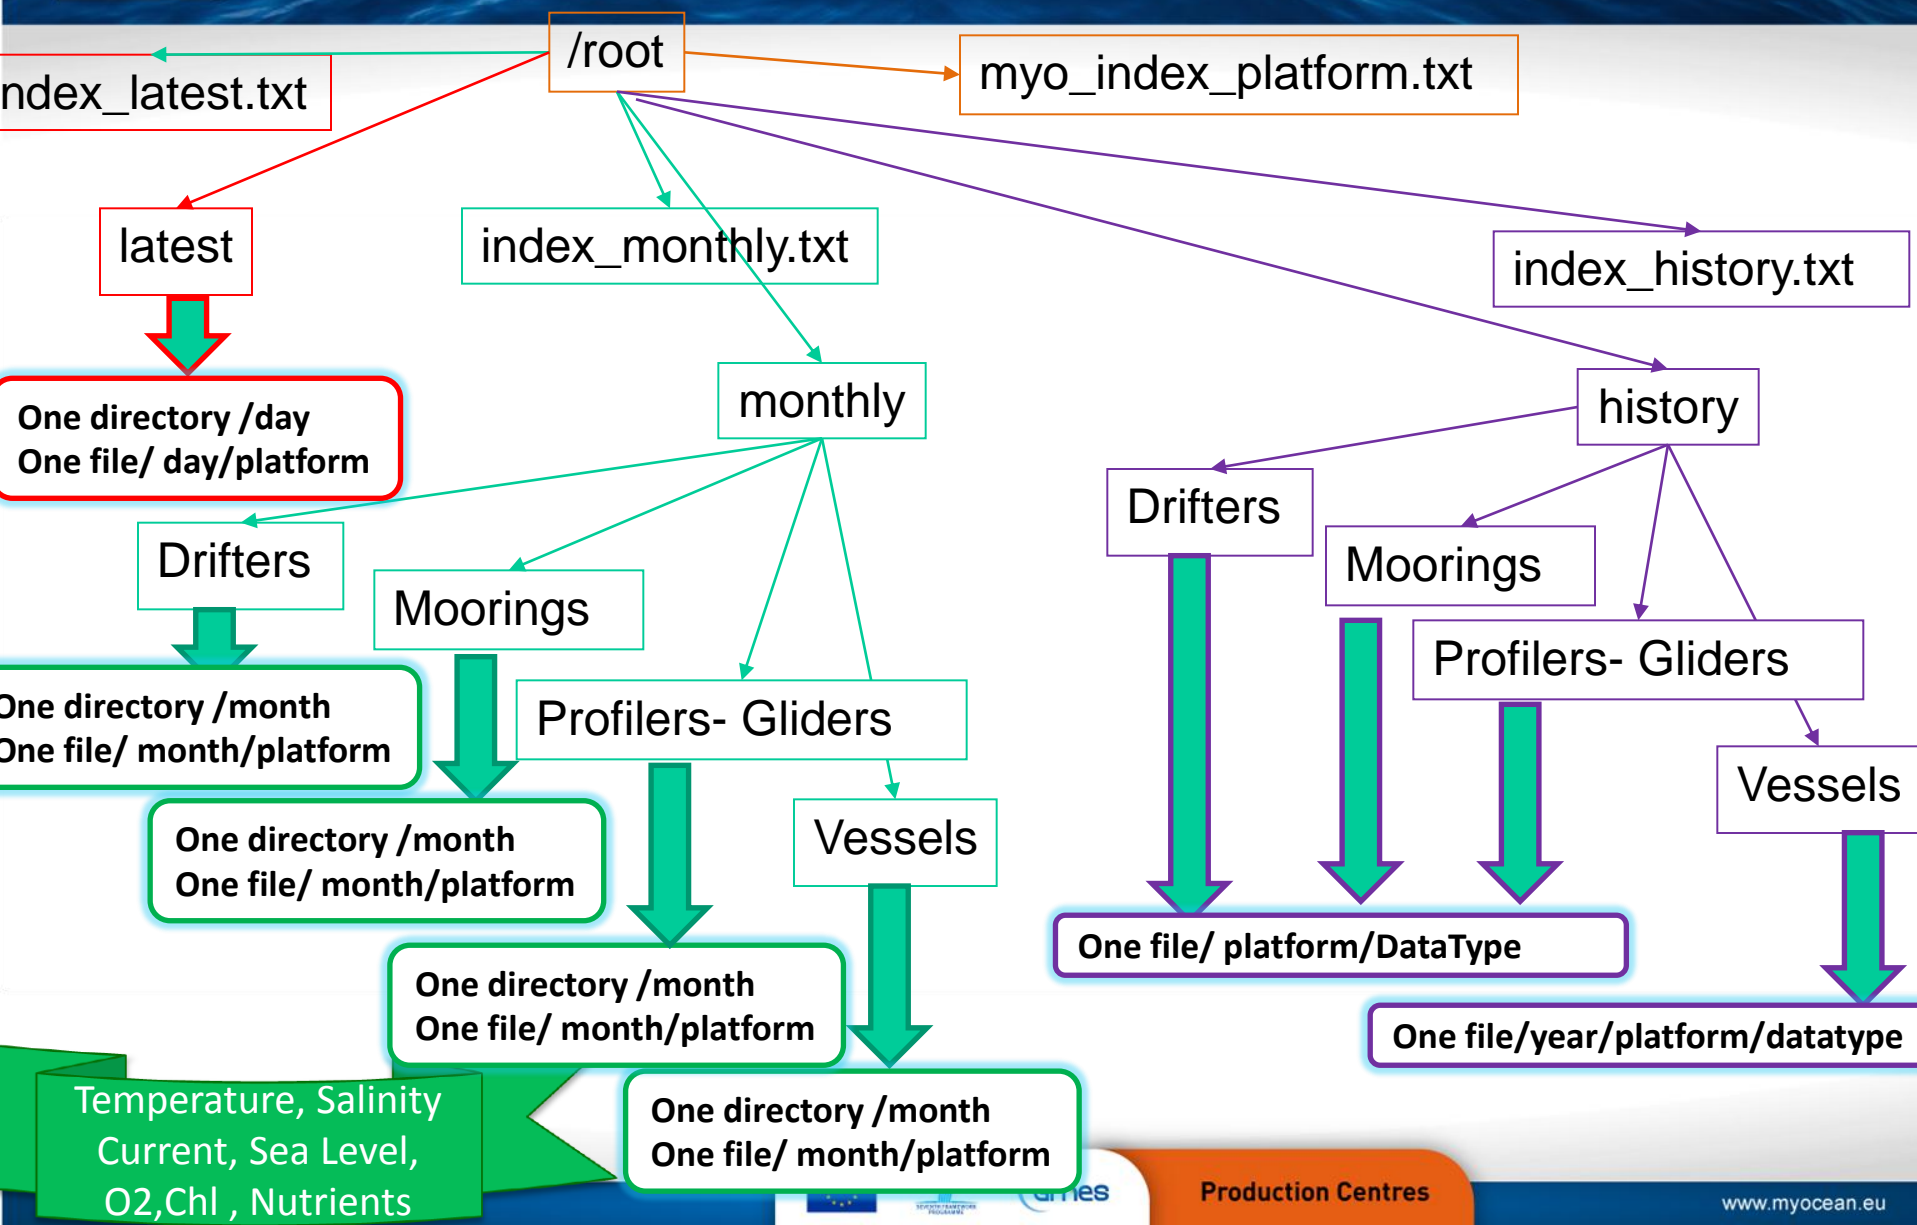 /root
myo_index_platform.txt
ndex_latest.txt
latest
index_monthly.txt
index_history.txt
One directory /day
One file/ day/platform
monthly
history
Drifters
Moorings
Profilers- Gliders
Vessels
Drifters
Moorings
Profilers- Gliders
Vessels
One directory /month
One file/ month/platform
One directory /month
One file/ month/platform
One directory /month
One file/ month/platform
One directory /month
One file/ month/platform
One file/ platform/DataType
One file/year/platform/datatype
Temperature, Salinity
Current, Sea Level,
O2,Chl , Nutrients
Production Centres
www.myocean.eu